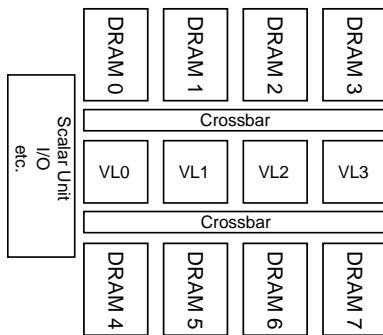 DRAM 0
DRAM 1
DRAM 2
DRAM 3
Crossbar
Scalar Unit
I/O
etc.
VL0
VL1
VL2
VL3
Crossbar
DRAM 4
DRAM 5
DRAM 6
DRAM 7